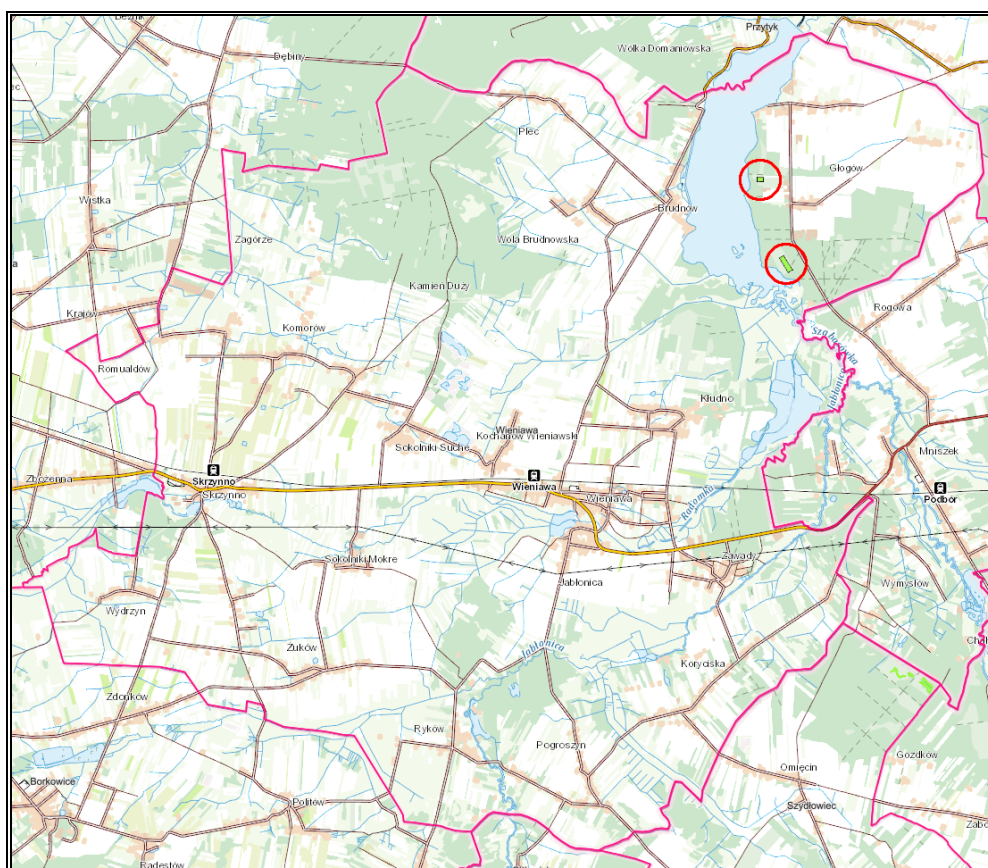 Przytyk
Wólka Domaniowska
Dębiny
Plec
Głogów
Wistka
Brudnów
Zagórze
Wola Brudnowska
Kamień Duży
Rogowa
Krajów
Komorów
Szabasówka
Romualdów
Jabłonica
Kłudno
Wieniawa
Kochanów Wieniawski
Sokolniki Suche
Mniszek
Zbożenna
Skrzynno
Skrzynno
Wieniawa
Wieniawa
Podbór
Radomka
Zawady
Sokolniki Mokre
Jabłonica
Wymysłów
Wydrzyn
Żuków
Jabłonica
Koryciska
Zdonków
Ryków
Pogroszyn
Gozdków
Omięcin
Borkowice
Politów
Szydłowiec
Radestów